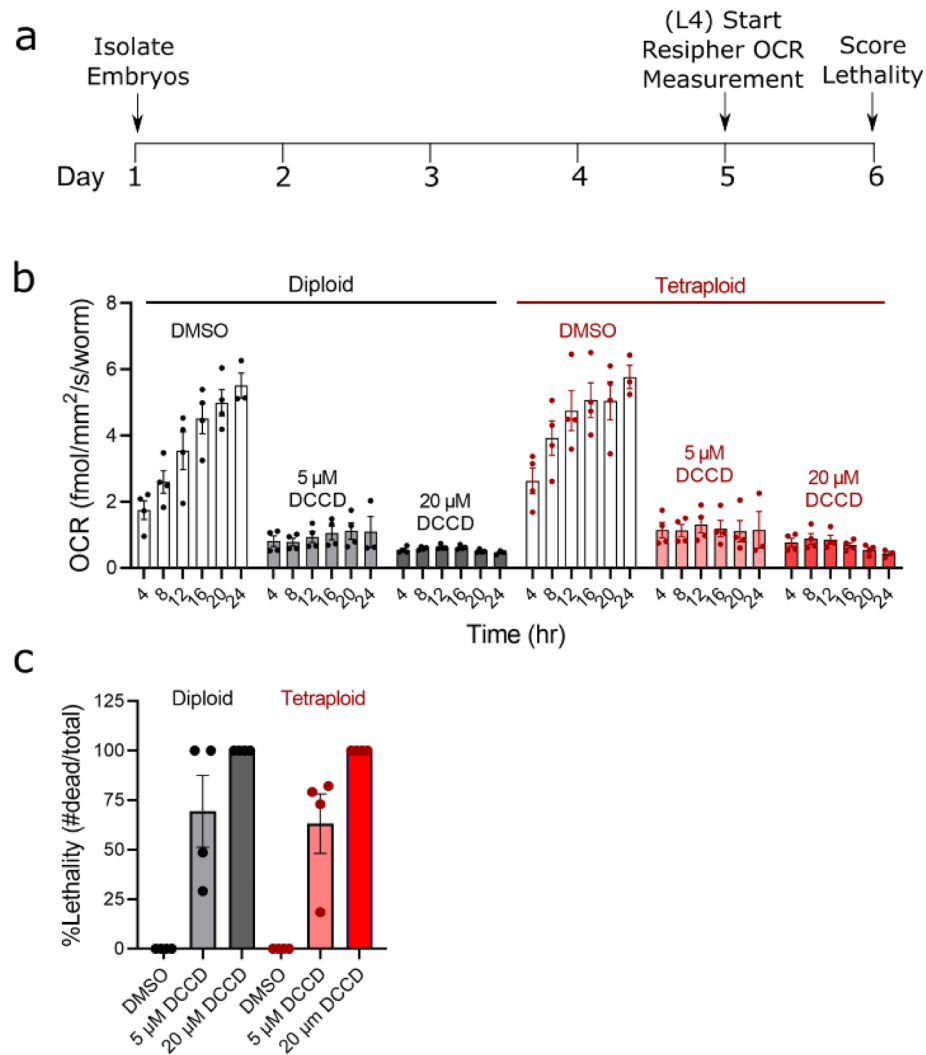 a
Isolate
Embryos
(L4) Start
Resipher OCR
Measurement
Score
Lethality
Day 1 2 3 4 5 6
b
Diploid Tetraploid
DMSO DMSO
5 µM
DCCD
20 µM
DCCD
5 µM
DCCD
20 µM
DCCD
OCR (fmol/mm²/s/worm)
8
6
4
2
0
4 8 12 16 20 24 4 8 12 16 20 24 4 8 12 16 20 24 4 8 12 16 20 24 4 8 12 16 20 24 4 8 12 16 20 24
Time (hr)
c
Diploid Tetraploid
%Lethality (#dead/total)
125
100
75
50
25
0
DMSO
5 µM DCCD
20 µM DCCD
DMSO
5 µM DCCD
20 µm DCCD